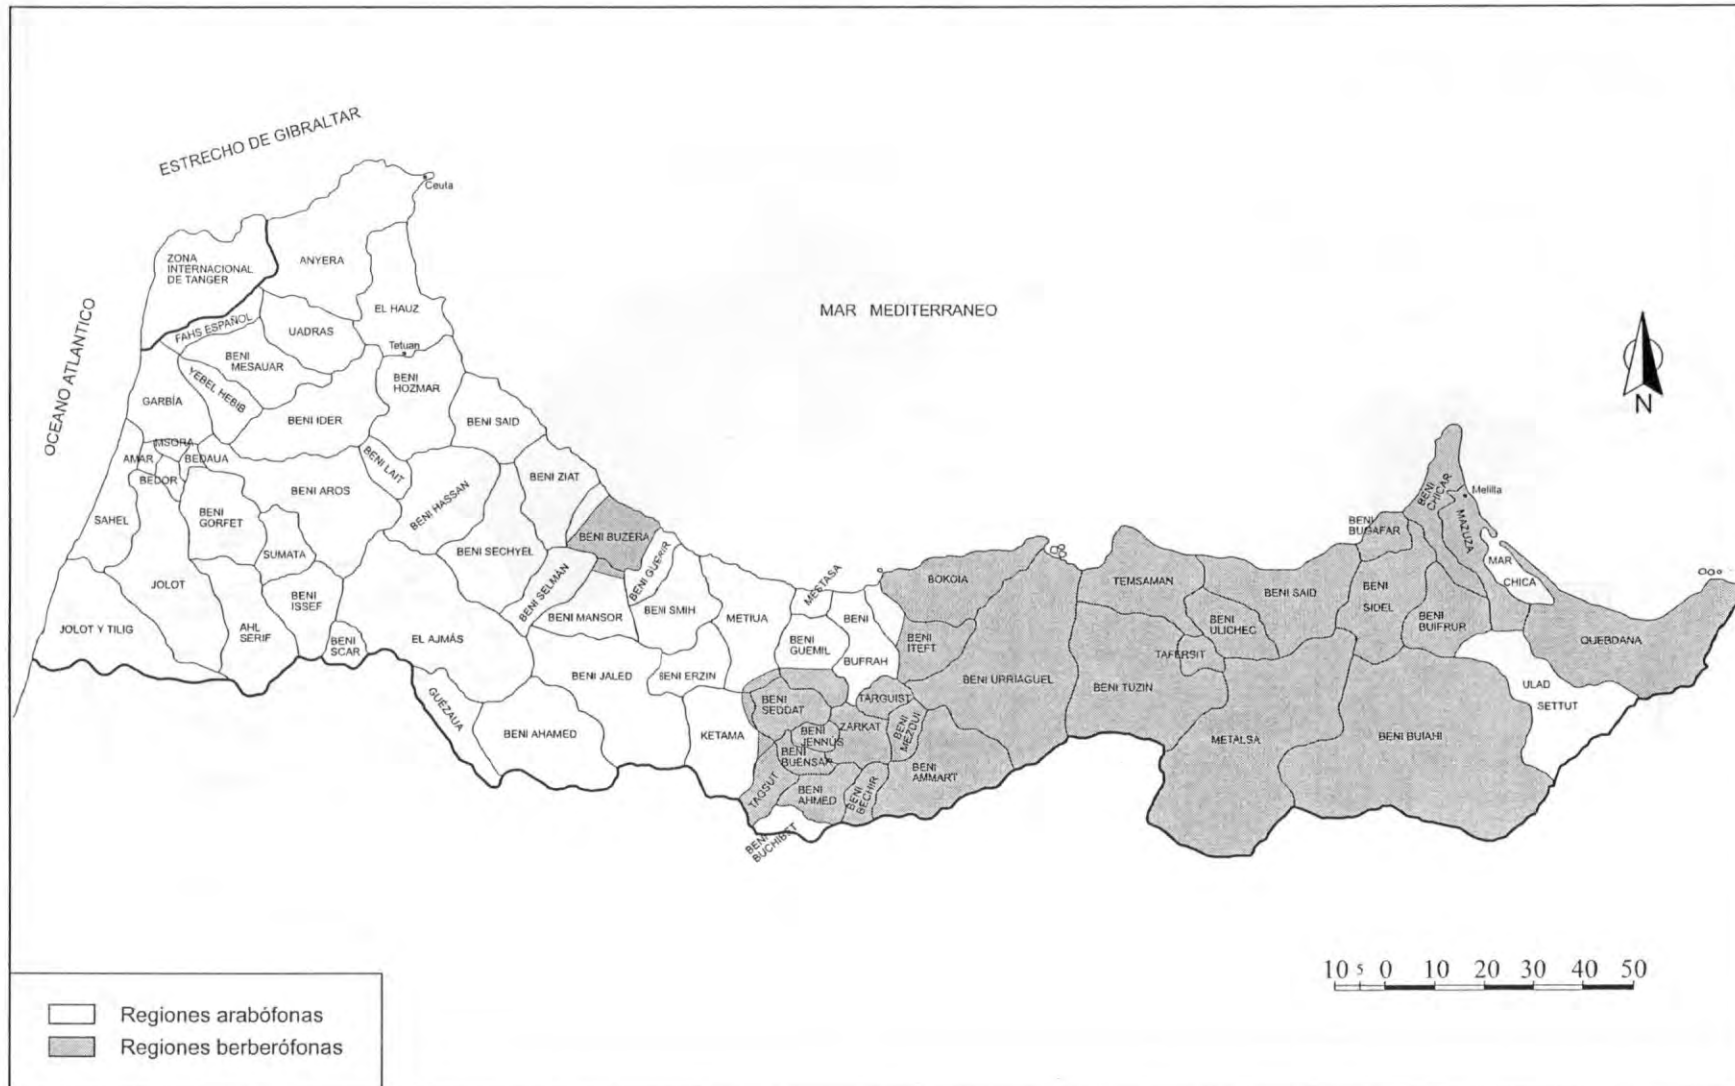 ESTRECHO DE GIBRALTAR
Ceuta
ZONA
INTERNACIONAL
DE TANGER
ANYERA
OCEANO ATLANTICO
MAR MEDITERRANEO
EL HAUZ
FAHS ESPAÑOL
UADRAS
Tetuan
BENI
MESAUAR
YEBEL HEBIB
BENI
HOZMAR
GARBÍA
BENI IDER
BENI SAID
N
MSORA
AMAR
BEDAUA
BEDOR
BENI LAIT
BENI AROS
BENI HASSAN
BENI ZIAT
SAHEL
BENI
GORFET
SUMATA
BENI SECHYEL
BENI BUZERA
BENI GUERIR
JOLOT
BENI
ISSEF
BENI SELMÁN
BENI MANSOR
BENI SMIH
METIUA
MESTASA
BENI
BUFRAH
BENI
GUEMIL
JOLOT Y TILIG
AHL
SERIF
BENI
SCAR
EL AJMÁS
GUEZAUA
BENI AHAMED
BENI JALED
BENI ERZIN
KETAMA
BOKOIA
BENI
ITEFT
BENI URRIAGUEL
TARGUIST
BENI
SEDDAT
ZARKAT
BENI
MEZDUI
BENI
JENNÚS
BENI
BUENSAR
TAGSUT
BENI
AHMED
BENI
BECHIR
BENI
AMMART
BENI
BUCHIBET
TEMSAMAN
BENI
ULICHEC
TAFERSIT
BENI TUZIN
BENI SAID
BENI
BUGAFAR
BENI
CHICAR
Melilla
MAZUZA
MAR
CHICA
BENI
SIDEL
BENI
BUIFRUR
QUEBDANA
ULAD
SETTUT
METALSA
BENI BUIAHI
10 5 0 10 20 30 40 50
Regiones arabófonas
Regiones berberófonas